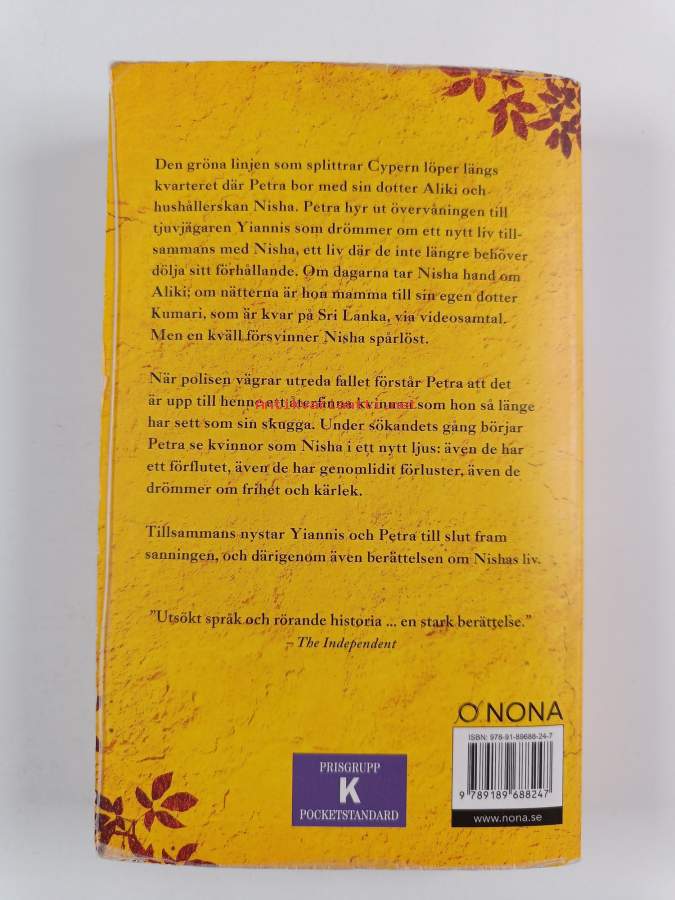 Den gröna linjen som splittrar Cypern löper längs
kvarteret där Petra bor med sin dotter Aliki och
hushållerskan Nisha. Petra hyr ut övervåningen till
tjuvjägaren Yiannis som drömmer om ett nytt liv till-
sammans med Nisha, ett liv där de inte längre behöver
dölja sitt förhållande. Om dagarna tar Nisha hand om
Aliki; om nätterna är hon mamma till sin egen dotter
Kumari, som är kvar på Sri Lanka, via videosamtal.
Men en kväll försvinner Nisha spårlöst.
När polisen vägrar utreda fallet förstår Petra att det
är upp till henne att återfinna kvinnan som hon så länge
har sett som sin skugga. Under sökandets gång börjar
Petra se kvinnor som Nisha i ett nytt ljus: även de har
ett förflutet, även de har genomlidit förluster, även de
drömmer om frihet och kärlek.
Tillsammans nystar Yiannis och Petra till slut fram
sanningen, och därigenom även berättelsen om Nishas liv.
”Utsökt språk och rörande historia ... en stark berättelse.”
– The Independent
NONA
ISBN: 978-91-89688-24-7
9 789189 688247
www.nona.se
PRISGRUPP
K
POCKETSTANDARD